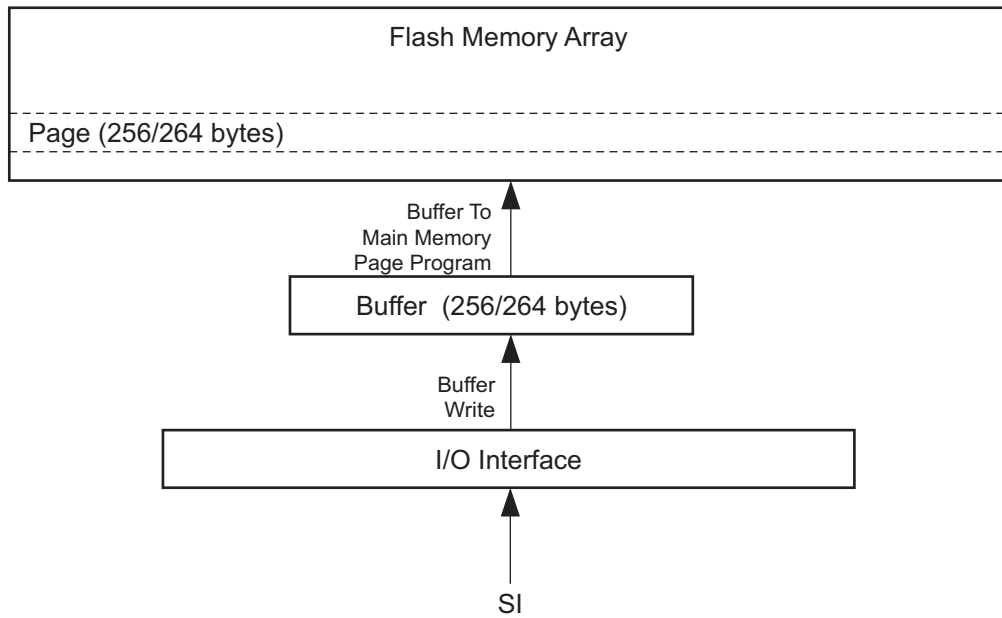 Flash Memory Array
Page (256/264 bytes)
Buffer To
Main Memory
Page Program
Buffer (256/264 bytes)
Buffer
Write
I/O Interface
SI